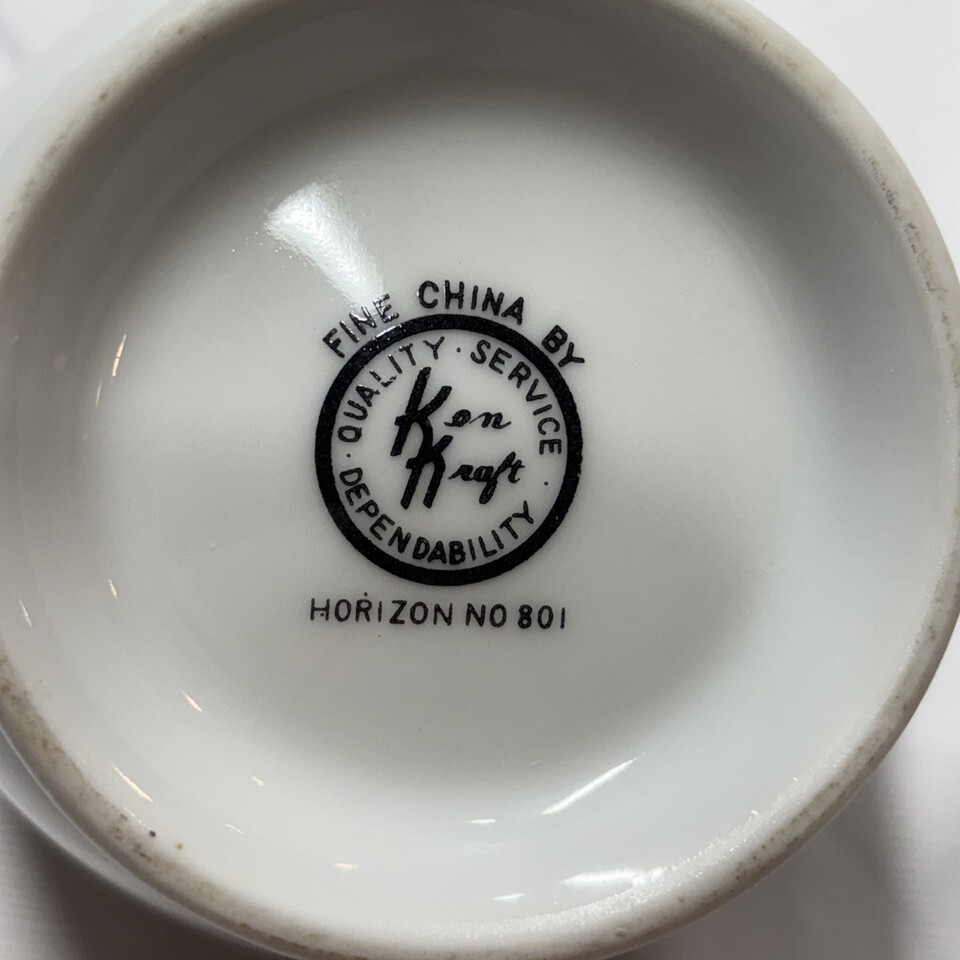 FINE CHINA BY
· QUALITY · SERVICE ·
Ken
Kraft
DEPENDABILITY
HORIZON NO 801